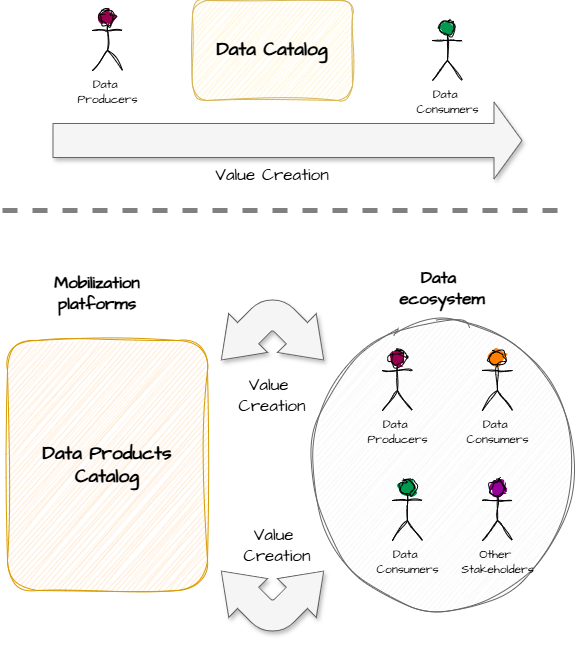 Data Catalog
Data
Producers
Data
Consumers
Value Creation
Mobilization
platforms
Data
ecosystem
Data Products
Catalog
Value
Creation
Value
Creation
Data
Producers
Data
Consumers
Data
Consumers
Other
Stakeholders